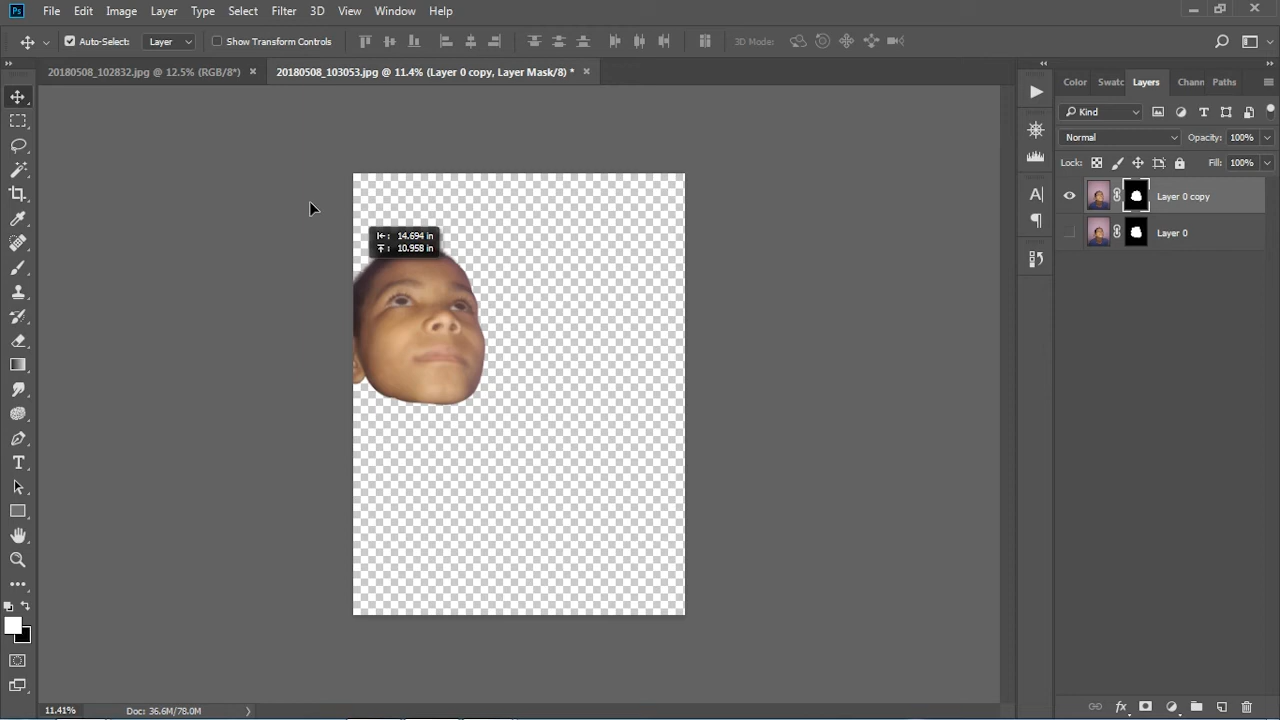 Ps File Edit Image Layer Type Select Filter 3D View Window Help
Auto-Select: Layer Show Transform Controls 3D Mode:
20180508_102832.jpg @ 12.5% (RGB/8*) 20180508_103053.jpg @ 11.4% (Layer 0 copy, Layer Mask/8) *
Color Swatc Layers Chann Paths
Kind
Normal Opacity: 100%
Lock: Fill: 100%
Layer 0 copy
Layer 0
14.694 in
10.958 in
11.41% Doc: 36.6M/78.0M